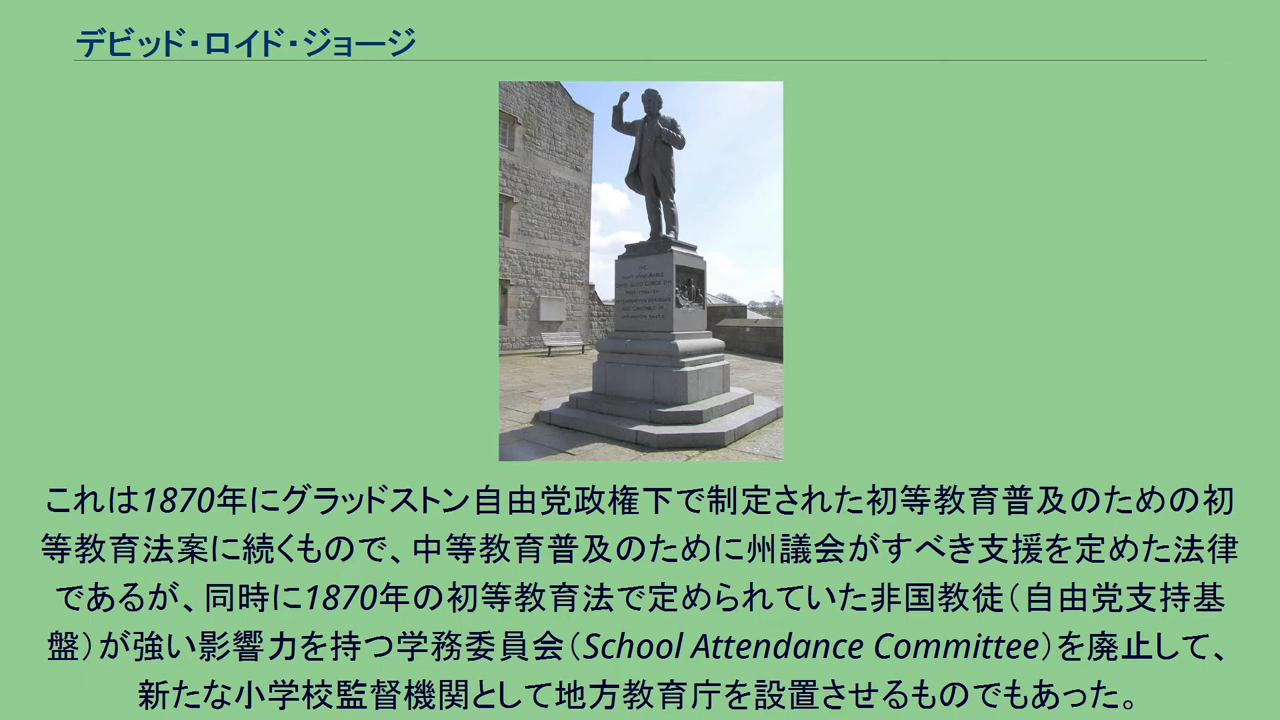 デビッド・ロイド・ジョージ
これは1870年にグラッドストン自由党政権下で制定された初等教育普及のための初
等教育法案に続くもので、中等教育普及のために州議会がすべき支援を定めた法律
であるが、同時に1870年の初等教育法で定められていた非国教徒（自由党支持基
盤）が強い影響力を持つ学務委員会（School Attendance Committee）を廃止して、
新たな小学校監督機関として地方教育庁を設置させるものでもあった。